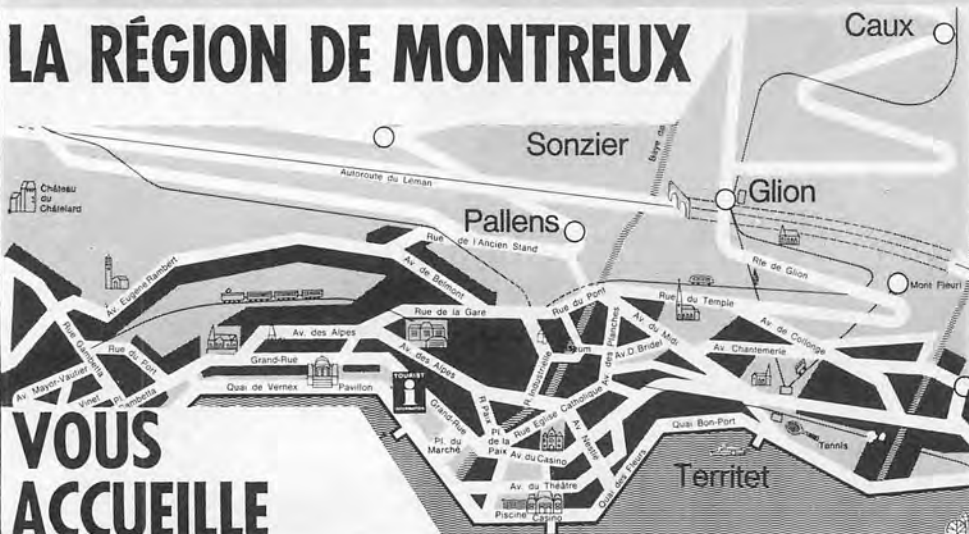 LA RÉGION DE MONTREUX
Caux
Sonzier
Baye de
Autoroute du Léman
Château
du
Châtelard
Glion
Pallens
Rue de l'Ancien Stand
Rte de Glion
Mont Fleuri
Av. Eugène Rambert
Av. de Belmont
Rue de la Gare
Rue du Pont
Rue du Temple
Av. des Alpes
Av. du Midi
Av. de Collonge
Rue Gambetta
Rue du Port
Grand-Rue
Av. des Alpes
R. Industrielle
Av. D. Bridel
Av. des Planches
Av. Chantemerie
Av. Mayor-Vautier
Vinet
Pl. Gambetta
Quai de Vernex
Pavillon
TOURIST
i
INFORMATION
Grand-Rue
R. Paix
Rue Eglise Catholique
Quai Bon-Port
VOUS
ACCUEILLE
Pl. du
Marché
Pl.
de la
Paix
Av. du Casino
Av. Nestlé
Quai des Fleurs
Tennis
Territet
Av. du Théâtre
Piscine
Casino